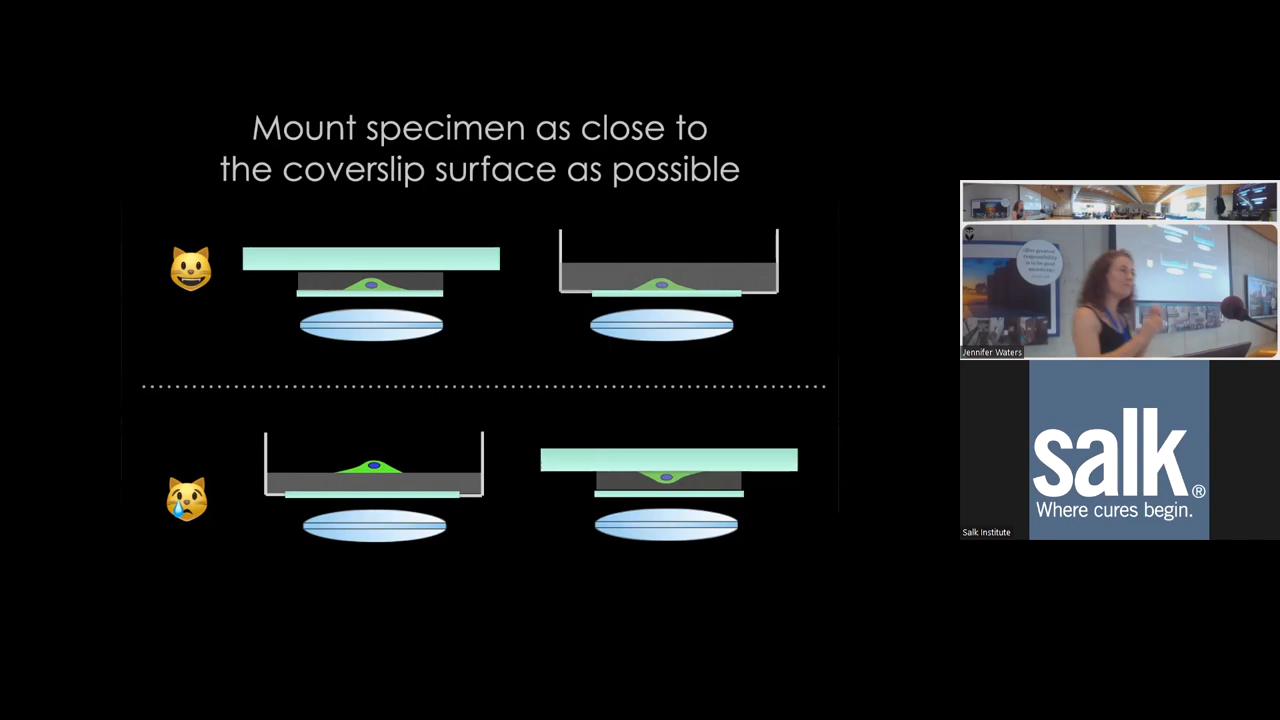 Mount specimen as close to
the coverslip surface as possible
Jennifer Waters
salk®
Where cures begin.
Salk Institute